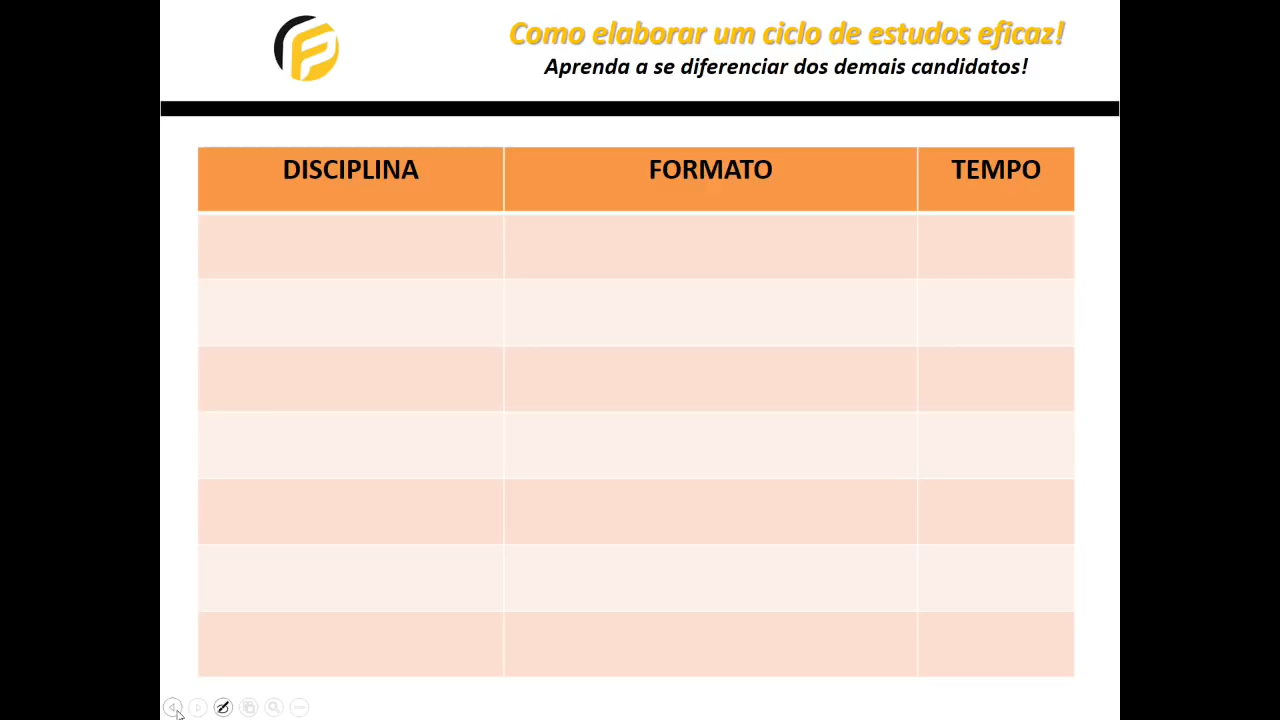 Como elaborar um ciclo de estudos eficaz!
Aprenda a se diferenciar dos demais candidatos!
DISCIPLINA FORMATO TEMPO